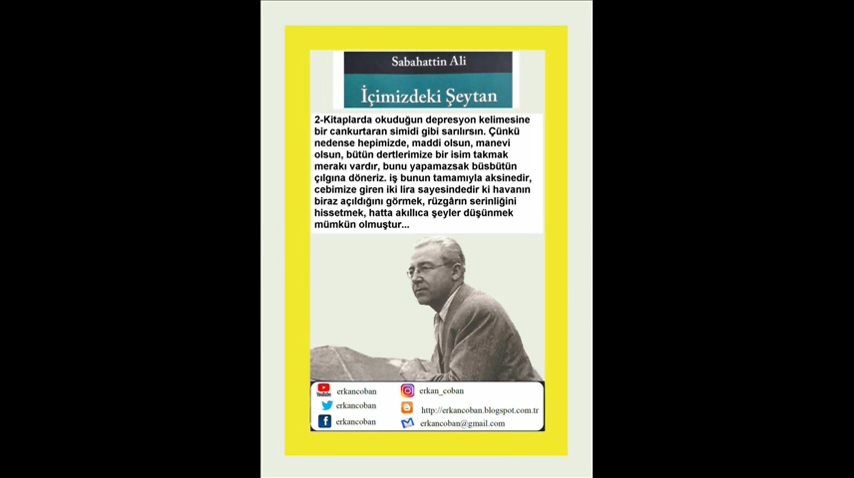 Sabahattin Ali
İçimizdeki Şeytan
2-Kitaplarda okuduğun depresyon kelimesine
bir cankurtaran simidi gibi sarılırsın. Çünkü
nedense hepimizde, maddi olsun, manevi
olsun, bütün dertlerimize bir isim takmak
merakı vardır, bunu yapamazsak büsbütün
çılgına döneriz. iş bunun tamamıyla aksinedir,
cebimize giren iki lira sayesindedir ki havanın
biraz açıldığını görmek, rüzgârın serinliğini
hissetmek, hatta akıllıca şeyler düşünmek
mümkün olmuştur...
YouTube erkancoban
erkan_coban
erkancoban
http://erkancoban.blogspot.com.tr
erkancoban
erkancoban@gmail.com